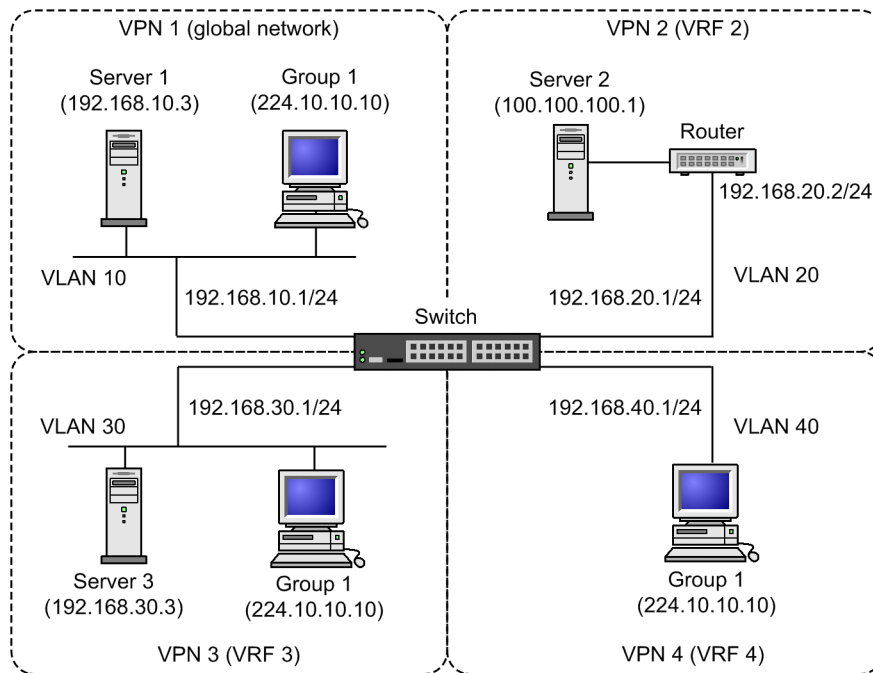 VPN 1 (global network)
Server 1
(192.168.10.3)
Group 1
(224.10.10.10)
VLAN 10
192.168.10.1/24
VPN 2 (VRF 2)
Server 2
(100.100.100.1)
Router
192.168.20.2/24
VLAN 20
192.168.20.1/24
Switch
192.168.30.1/24
VLAN 30
Server 3
(192.168.30.3)
Group 1
(224.10.10.10)
VPN 3 (VRF 3)
192.168.40.1/24
VLAN 40
Group 1
(224.10.10.10)
VPN 4 (VRF 4)